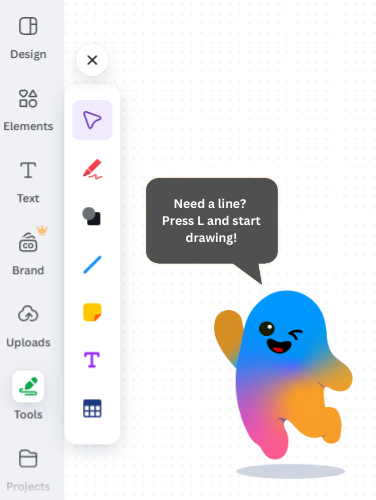 Design
Elements
Text
Brand
Uploads
Tools
Projects
Need a line?
Press L and start
drawing!